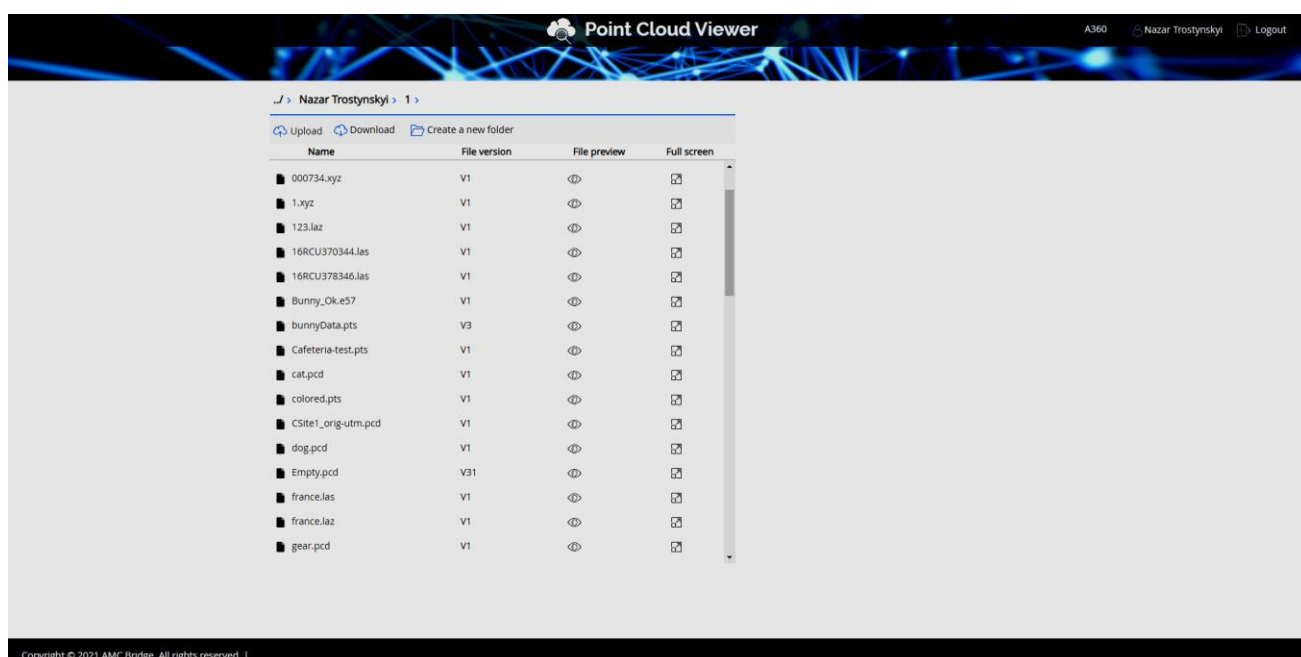 Point Cloud Viewer
A360 Nazar Trostynskyi Logout
../ > Nazar Trostynskyi > 1 >
Upload Download Create a new folder
Name File version File preview Full screen
000734.xyz V1
1.xyz V1
123.laz V1
16RCU370344.las V1
16RCU378346.las V1
Bunny_Ok.e57 V1
bunnyData.pts V3
Cafeteria-test.pts V1
cat.pcd V1
colored.pts V1
CSite1_orig-utm.pcd V1
dog.pcd V1
Empty.pcd V31
france.las V1
france.laz V1
gear.pcd V1
Copyright © 2021 AMC Bridge. All rights reserved. |